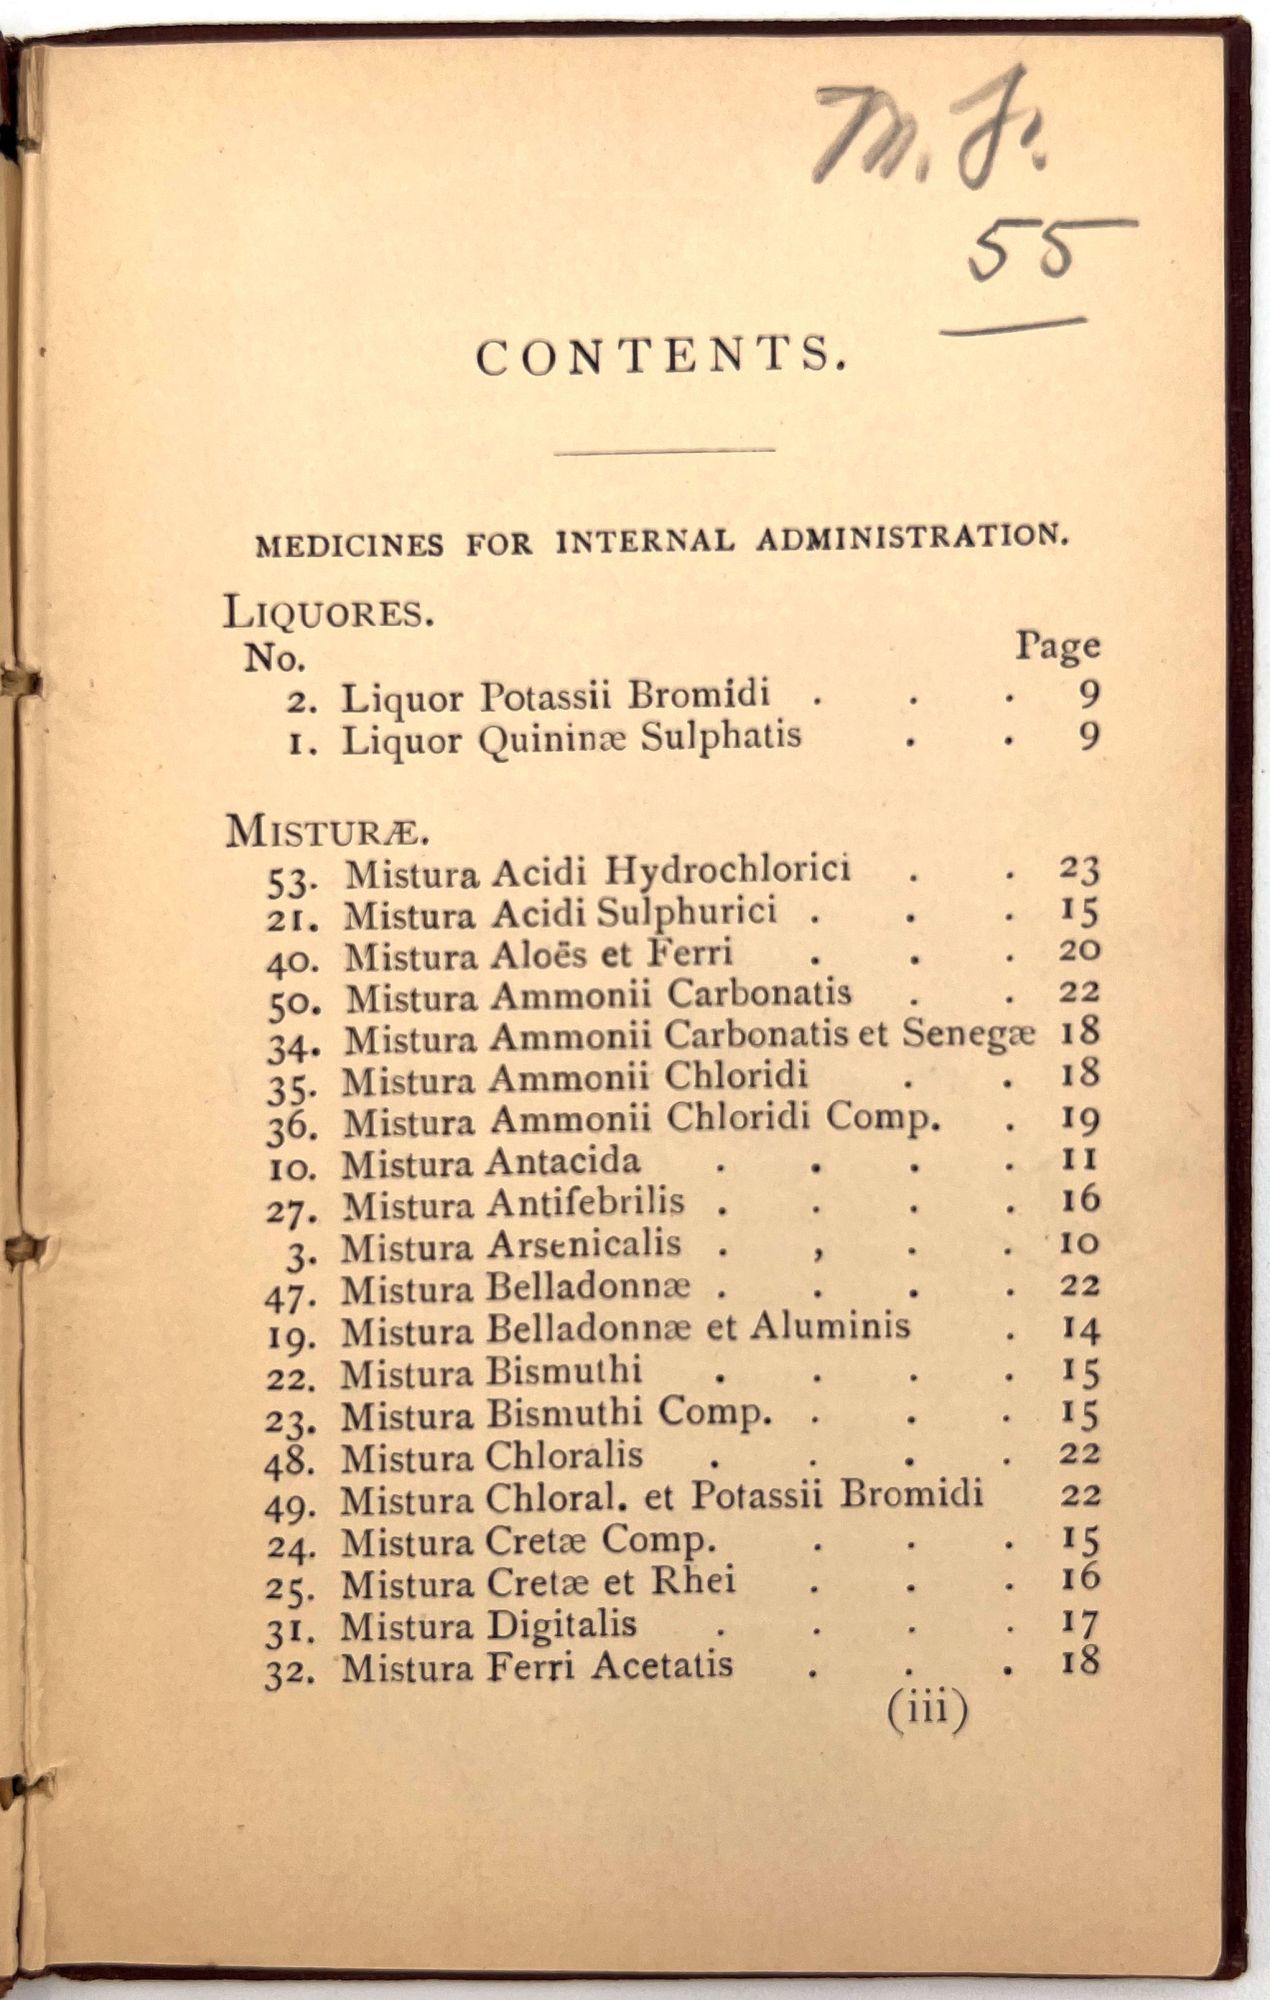 M. F.
55
CONTENTS.
MEDICINES FOR INTERNAL ADMINISTRATION.
LIQUORES.
No. Page
2. Liquor Potassii Bromidi . . . 9
1. Liquor Quininæ Sulphatis . . 9
MISTURÆ.
53. Mistura Acidi Hydrochlorici . . 23
21. Mistura Acidi Sulphurici . . . 15
40. Mistura Aloës et Ferri . . . 20
50. Mistura Ammonii Carbonatis . . 22
34. Mistura Ammonii Carbonatis et Senegæ 18
35. Mistura Ammonii Chloridi . . 18
36. Mistura Ammonii Chloridi Comp. . 19
10. Mistura Antacida . . . . 11
27. Mistura Antifebrilis . . . . 16
3. Mistura Arsenicalis . , . . 10
47. Mistura Belladonnæ . . . . 22
19. Mistura Belladonnæ et Aluminis . 14
22. Mistura Bismuthi . . . . 15
23. Mistura Bismuthi Comp. . . . 15
48. Mistura Chloralis . . . . 22
49. Mistura Chloral. et Potassii Bromidi 22
24. Mistura Cretæ Comp. . . . 15
25. Mistura Cretæ et Rhei . . . 16
31. Mistura Digitalis . . . . 17
32. Mistura Ferri Acetatis . . . 18
(iii)